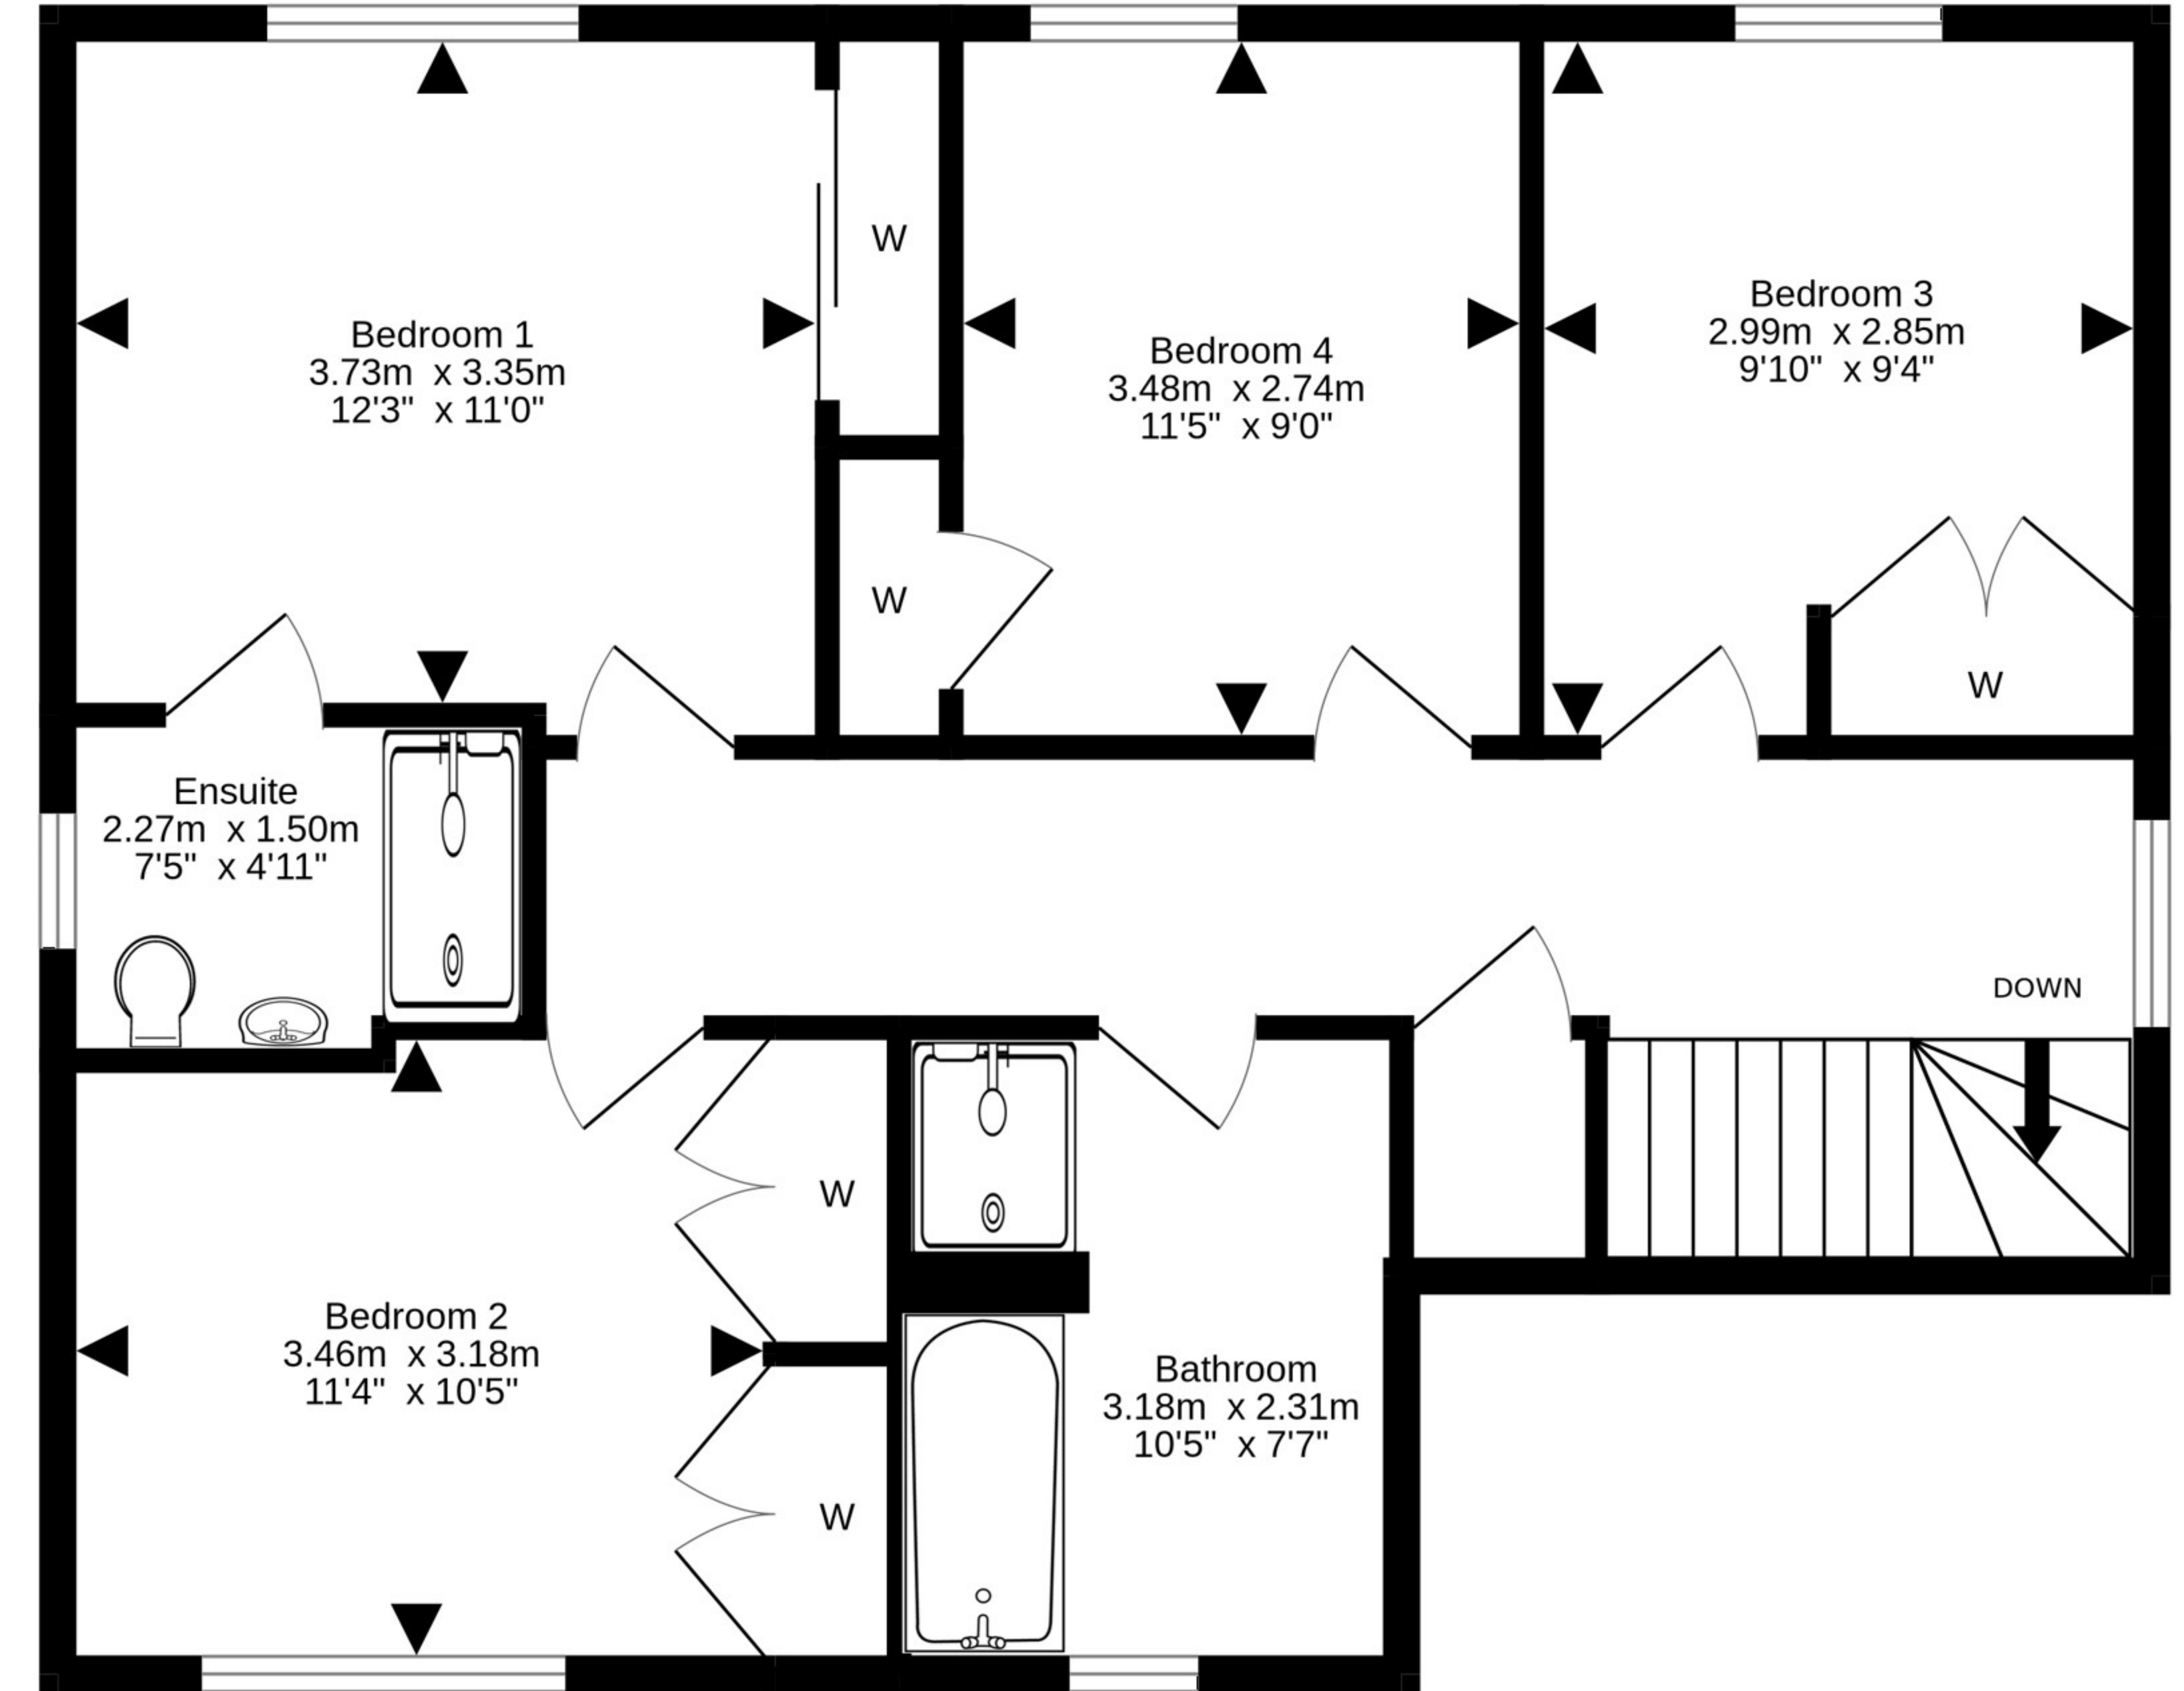 W
Bedroom 1
3.73m x 3.35m
12'3" x 11'0"
Bedroom 4
3.48m x 2.74m
11'5" x 9'0"
Bedroom 3
2.99m x 2.85m
9'10" x 9'4"
W
W
Ensuite
2.27m x 1.50m
7'5" x 4'11"
DOWN
W
Bedroom 2
3.46m x 3.18m
11'4" x 10'5"
Bathroom
3.18m x 2.31m
10'5" x 7'7"
W